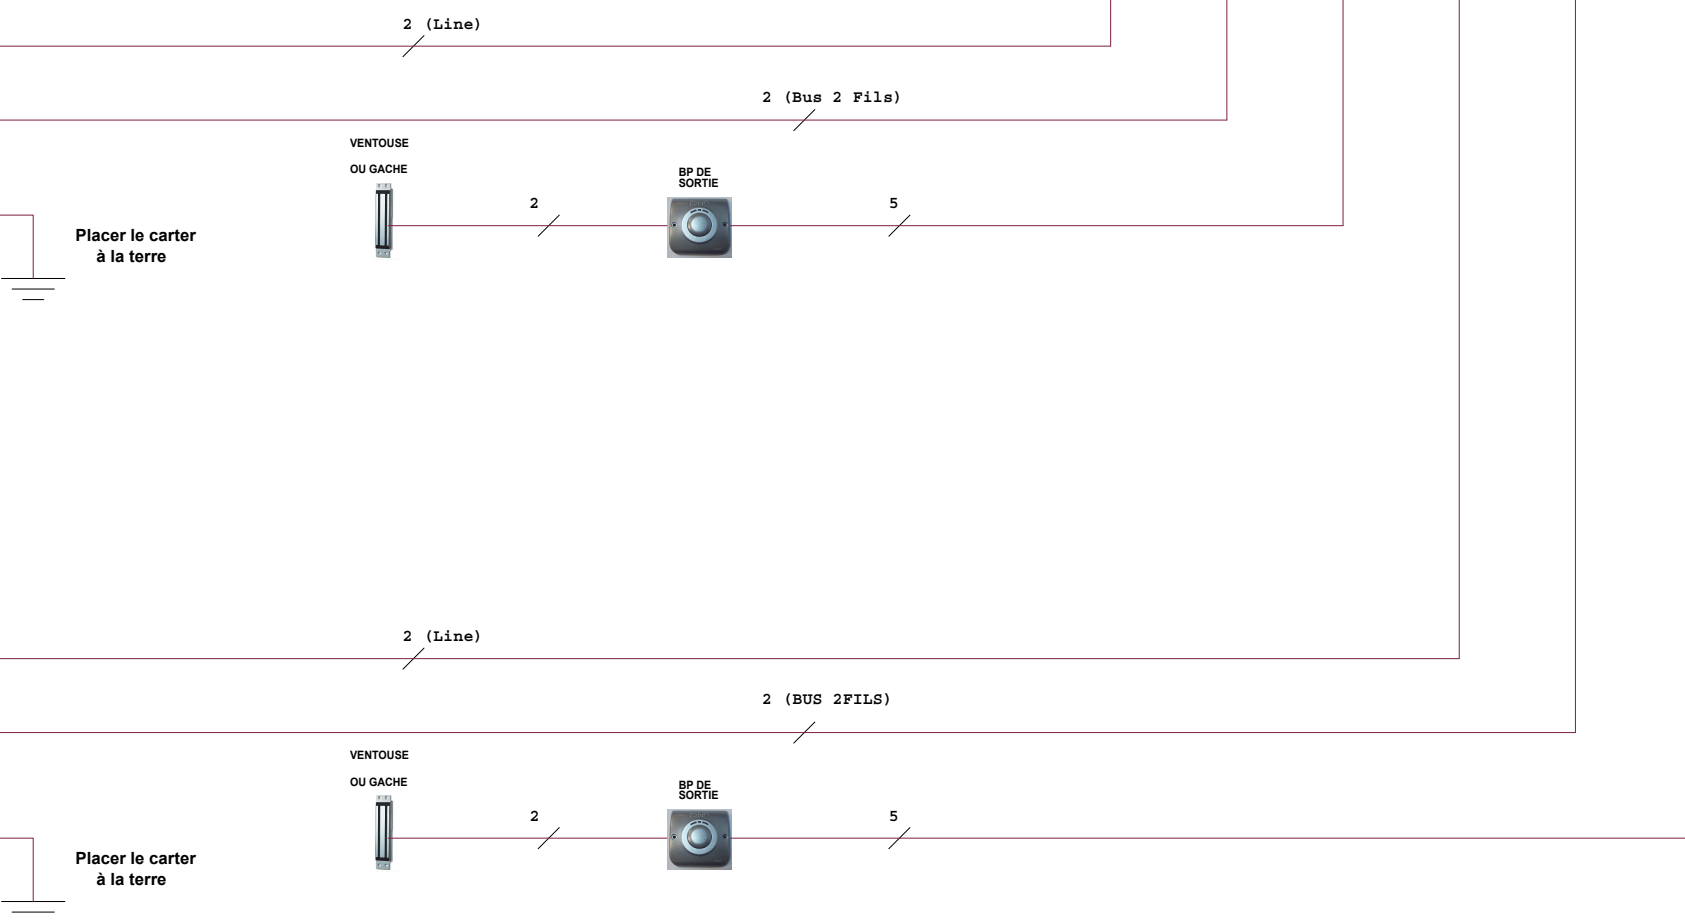 2 (Line)
2 (Bus 2 Fils)
VENTOUSE
OU GACHE
BP DE
SORTIE
2
5
Placer le carter
à la terre
2 (Line)
2 (BUS 2FILS)
VENTOUSE
OU GACHE
BP DE
SORTIE
2
5
Placer le carter
à la terre